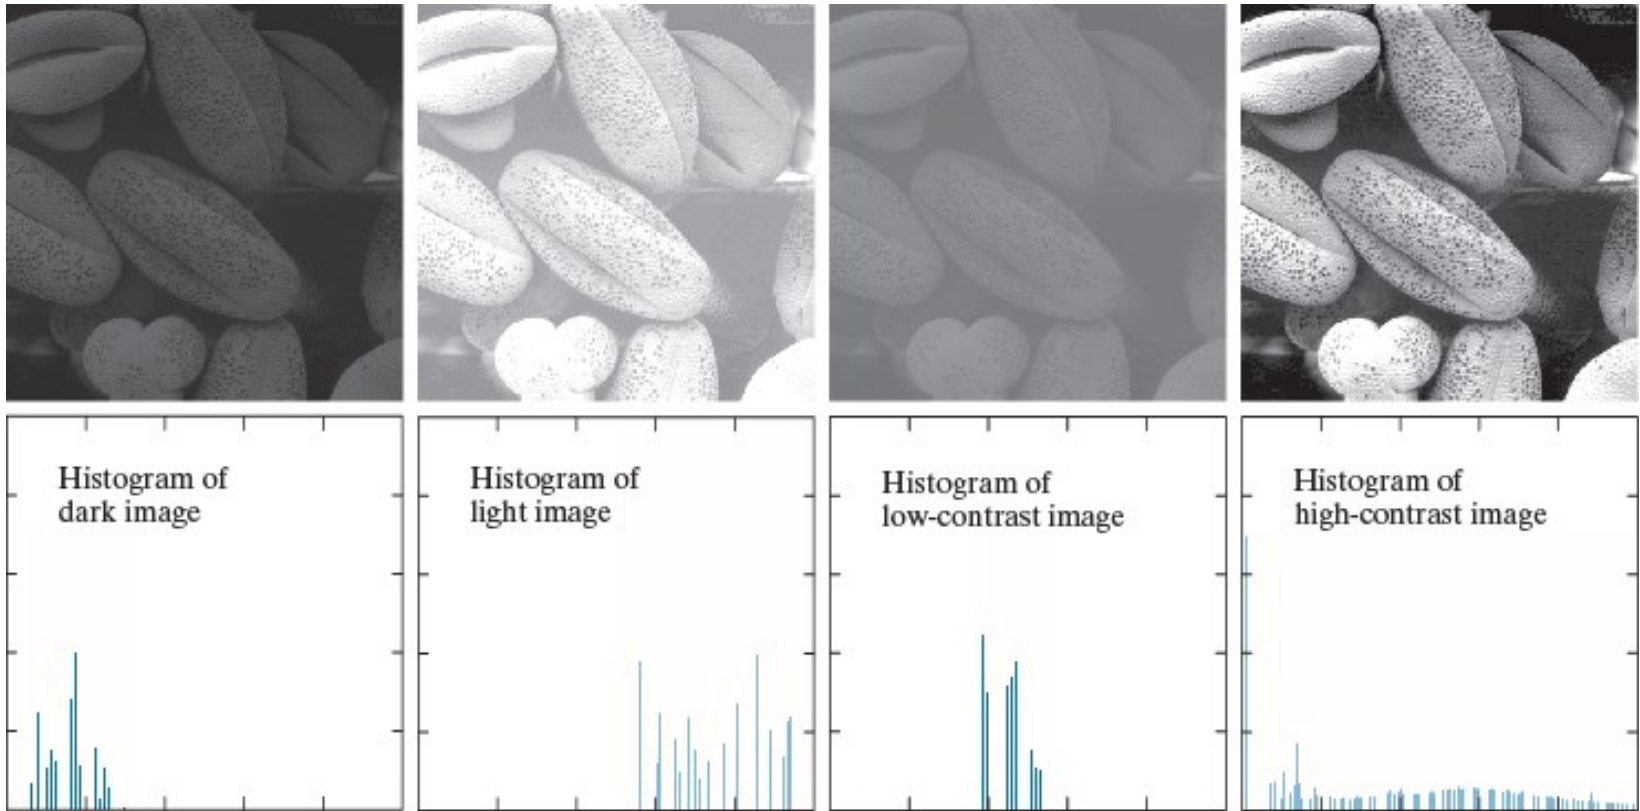 Histogram of
dark image
Histogram of
light image
Histogram of
low-contrast image
Histogram of
high-contrast image